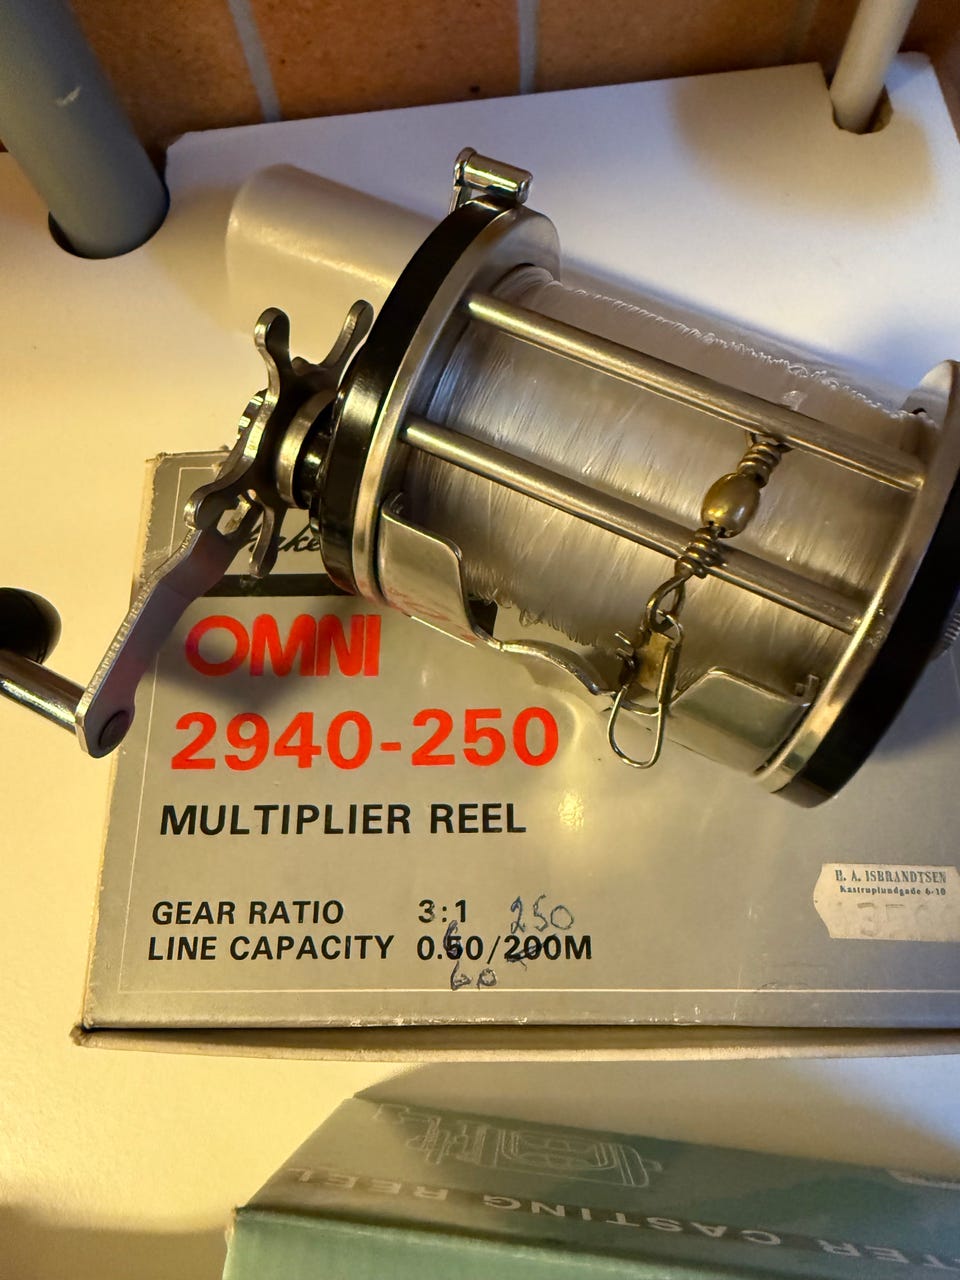 OMNI
2940-250
MULTIPLIER REEL
GEAR RATIO 3:1 250
LINE CAPACITY 0.50/200M
60
H. A. ISBRANDTSEN
Kastruplundgade 6-10
CASTING REEL